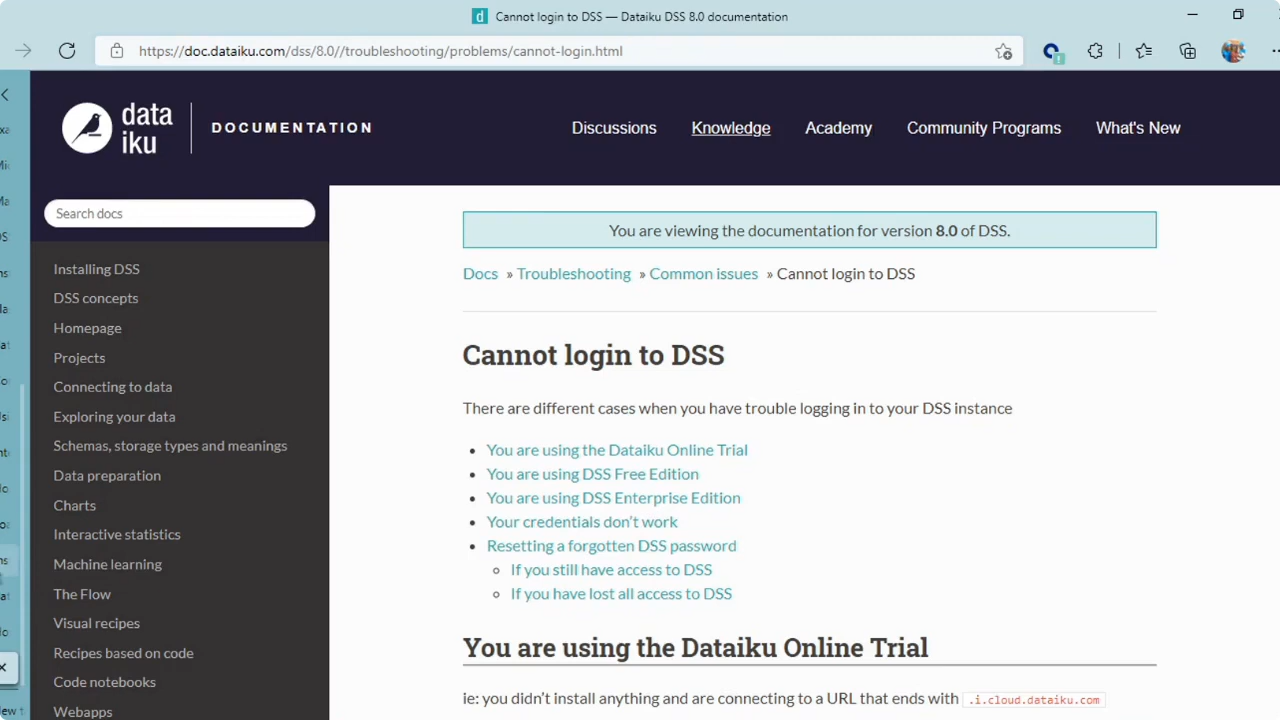 Cannot login to DSS — Dataiku DSS 8.0 documentation
https://doc.dataiku.com/dss/8.0//troubleshooting/problems/cannot-login.html
data
iku
DOCUMENTATION
Discussions
Knowledge
Academy
Community Programs
What's New
Search docs
Installing DSS
DSS concepts
Homepage
Projects
Connecting to data
Exploring your data
Schemas, storage types and meanings
Data preparation
Charts
Interactive statistics
Machine learning
The Flow
Visual recipes
Recipes based on code
Code notebooks
Webapps
You are viewing the documentation for version 8.0 of DSS.
Docs » Troubleshooting » Common issues » Cannot login to DSS
Cannot login to DSS
There are different cases when you have trouble logging in to your DSS instance
• You are using the Dataiku Online Trial
• You are using DSS Free Edition
• You are using DSS Enterprise Edition
• Your credentials don’t work
• Resetting a forgotten DSS password
◦ If you still have access to DSS
◦ If you have lost all access to DSS
You are using the Dataiku Online Trial
ie: you didn’t install anything and are connecting to a URL that ends with .i.cloud.dataiku.com